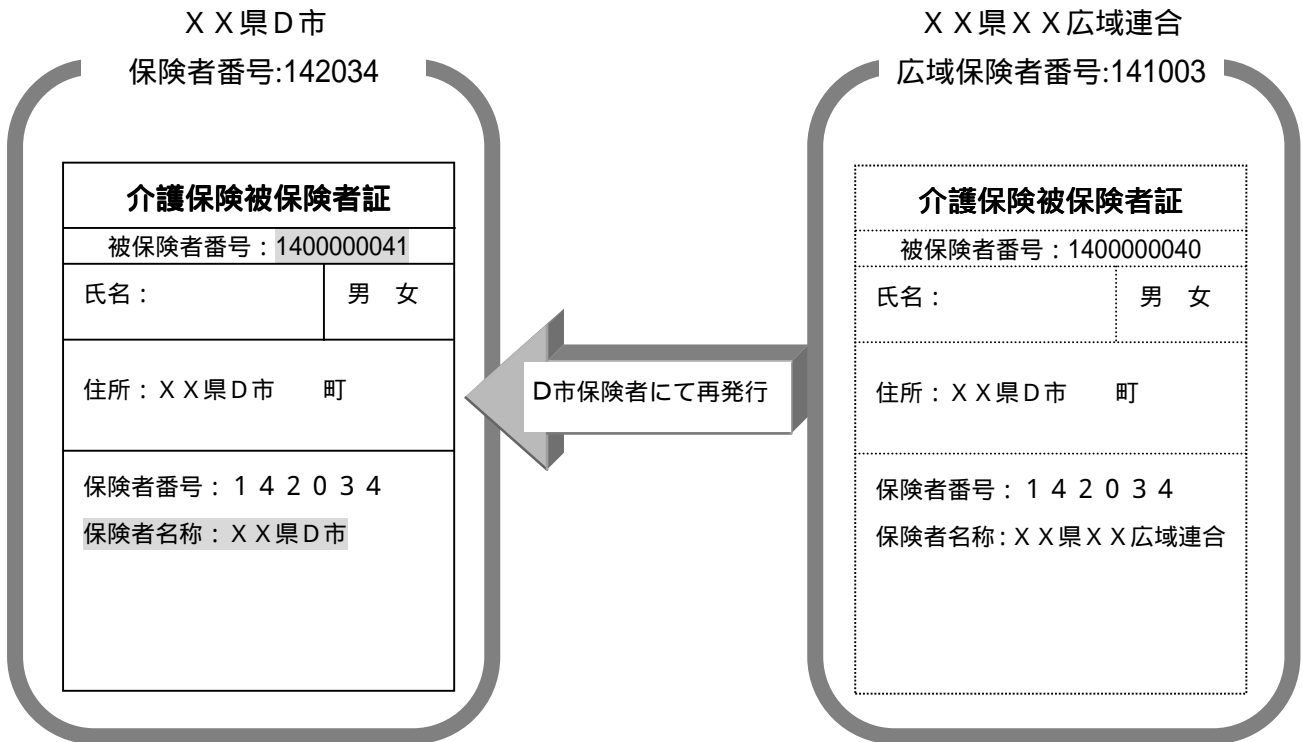 ＸＸ県Ｄ市
保険者番号:142034
介護保険被保険者証
被保険者番号：1400000041
氏名：
男　女
住所：ＸＸ県Ｄ市　　町
保険者番号：１４２０３４
保険者名称：ＸＸ県Ｄ市
Ｄ市保険者にて再発行
ＸＸ県ＸＸ広域連合
広域保険者番号:141003
介護保険被保険者証
被保険者番号：1400000040
氏名：
男　女
住所：ＸＸ県Ｄ市　　町
保険者番号：１４２０３４
保険者名称：ＸＸ県ＸＸ広域連合